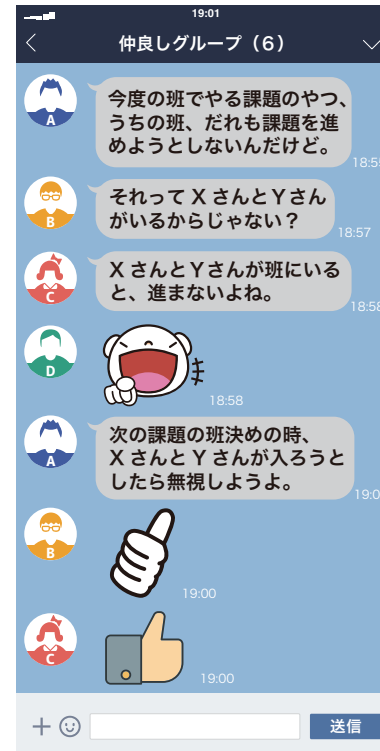 19:01
仲良しグループ（6）
今度の班でやる課題のやつ、
うちの班、だれも課題を進
めようとしないんだけど。
A
18:5
それって X さんとYさん
がいるからじゃない？
B
18:57
X さんとYさんが班にいる
と、進まないよね。
C
18:58
D
18:58
次の課題の班決めの時、
X さんと Y さんが入ろうと
したら無視しようよ。
A
19:0
B
19:00
C
19:00
送信